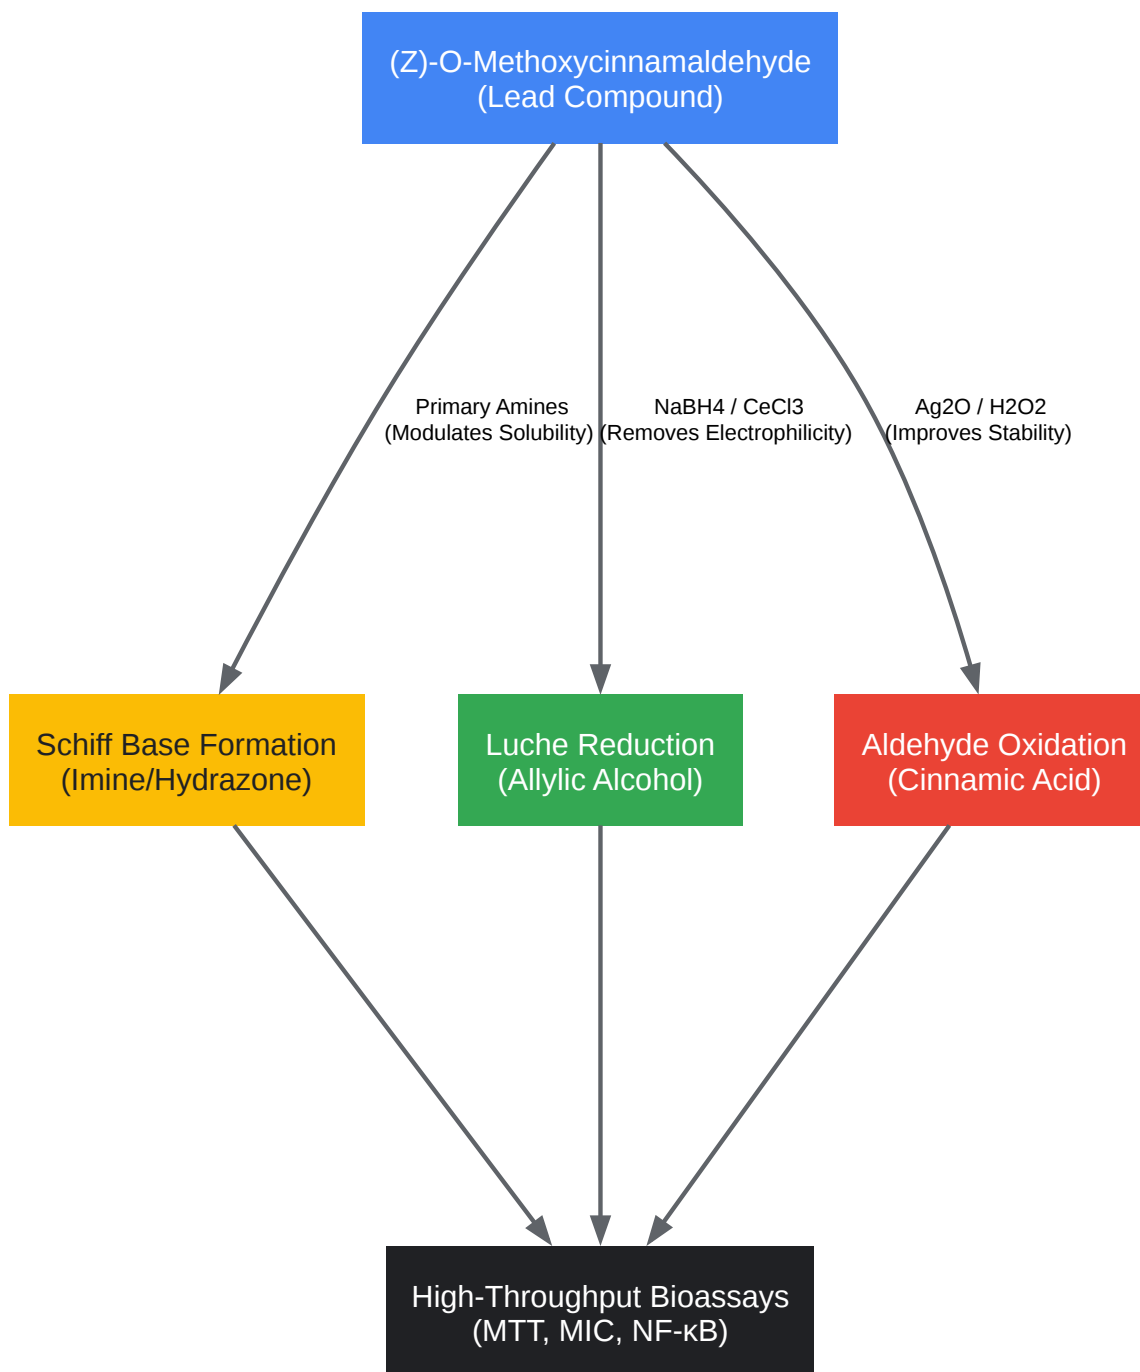 (Z)-O-Methoxycinnamaldehyde
(Lead Compound)
Primary Amines
(Modulates Solubility)
NaBH4 / CeCl3
(Removes Electrophilicity)
Ag2O / H2O2
(Improves Stability)
Schiff Base Formation
(Imine/Hydrazone)
Luche Reduction
(Allylic Alcohol)
Aldehyde Oxidation
(Cinnamic Acid)
High-Throughput Bioassays
(MTT, MIC, NF-κB)